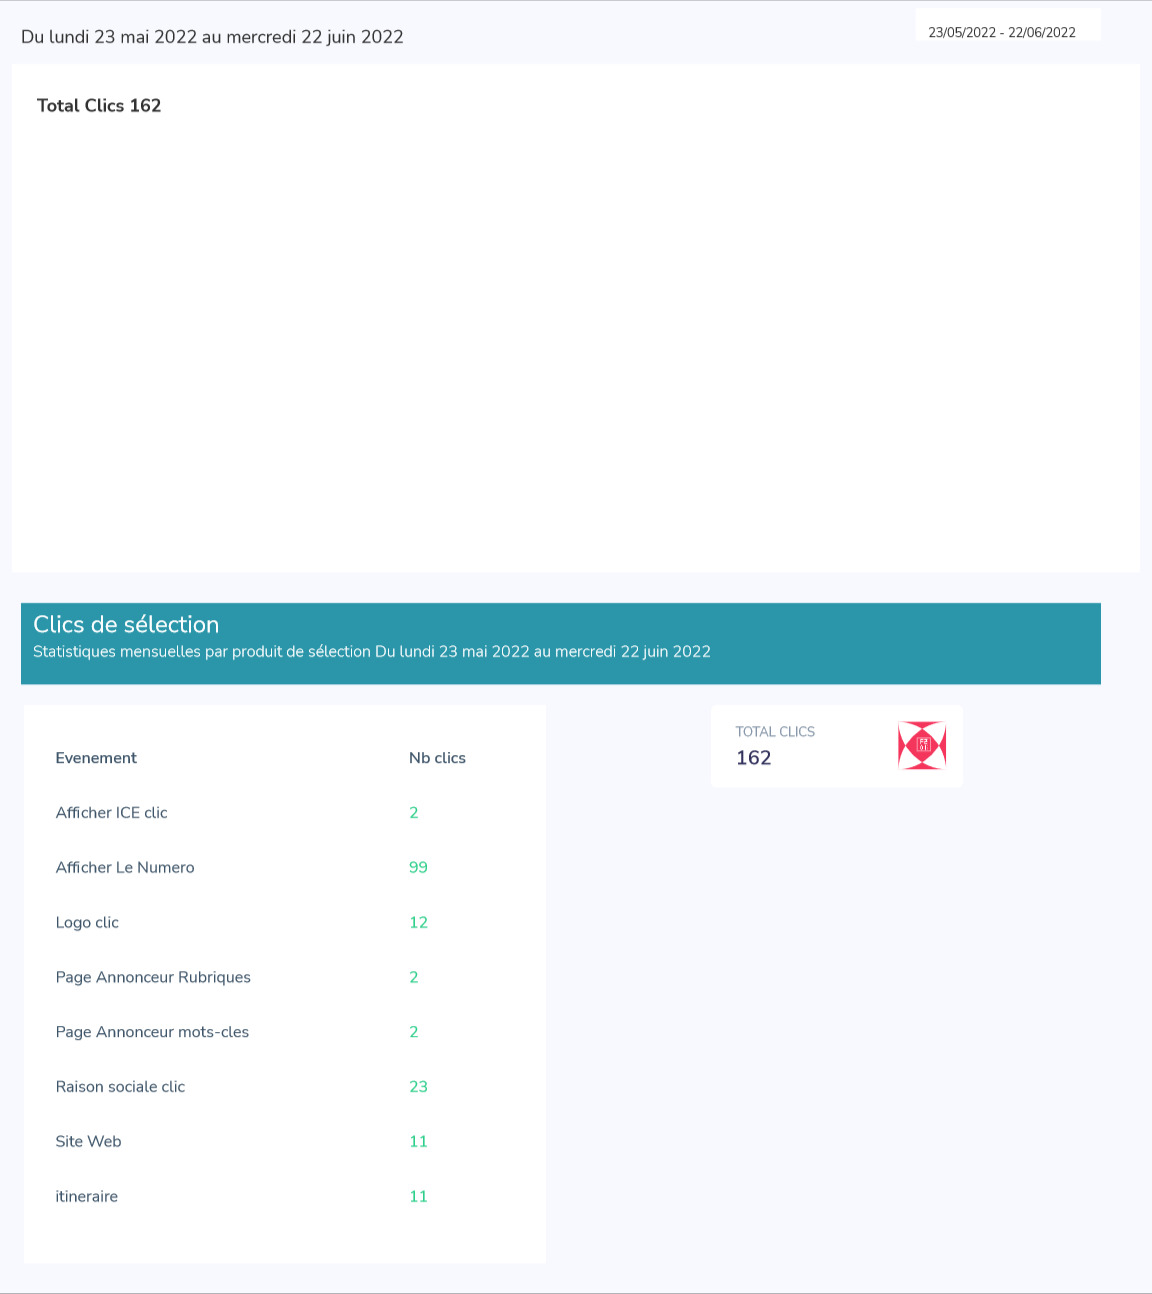 Du lundi 23 mai 2022 au mercredi 22 juin 2022
23/05/2022 - 22/06/2022
Total Clics 162
Clics de sélection
Statistiques mensuelles par produit de sélection Du lundi 23 mai 2022 au mercredi 22 juin 2022
Evenement Nb clics
Afficher ICE clic 2
Afficher Le Numero 99
Logo clic 12
Page Annonceur Rubriques 2
Page Annonceur mots-cles 2
Raison sociale clic 23
Site Web 11
itineraire 11
TOTAL CLICS
162